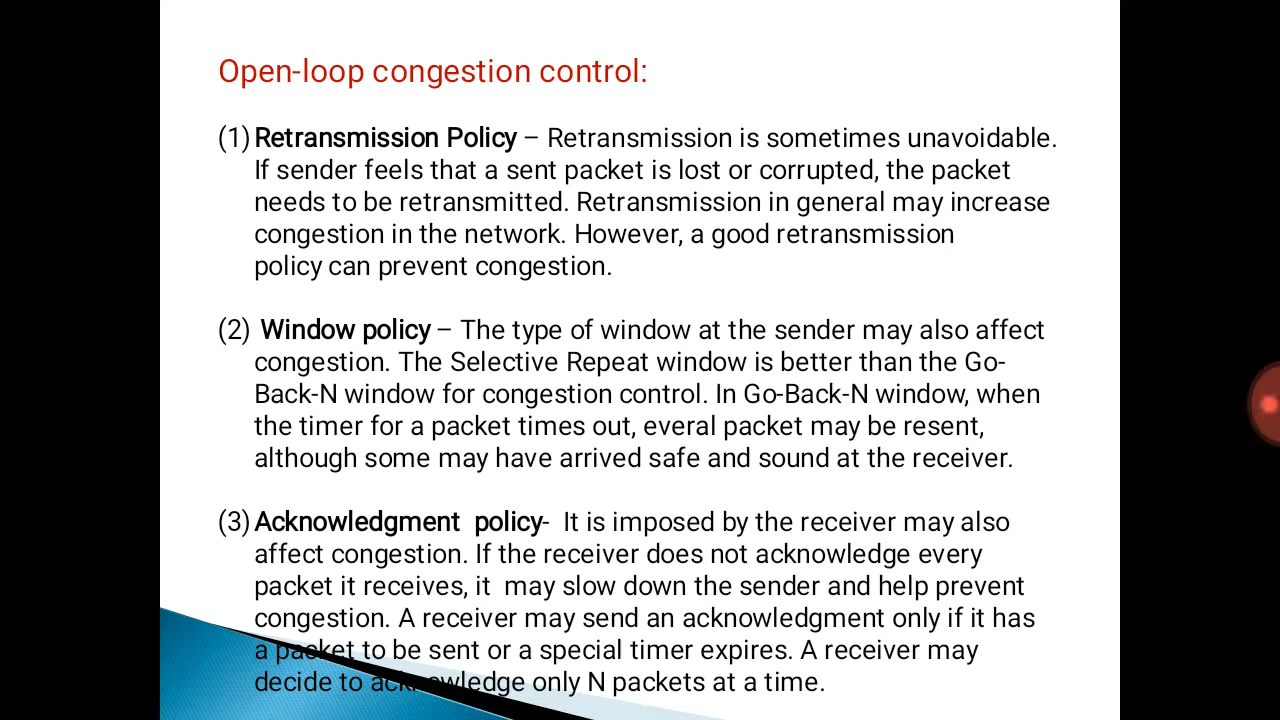 Open-loop congestion control:
(1) Retransmission Policy – Retransmission is sometimes unavoidable.
If sender feels that a sent packet is lost or corrupted, the packet
needs to be retransmitted. Retransmission in general may increase
congestion in the network. However, a good retransmission
policy can prevent congestion.
(2) Window policy – The type of window at the sender may also affect
congestion. The Selective Repeat window is better than the Go-
Back-N window for congestion control. In Go-Back-N window, when
the timer for a packet times out, everal packet may be resent,
although some may have arrived safe and sound at the receiver.
(3) Acknowledgment policy- It is imposed by the receiver may also
affect congestion. If the receiver does not acknowledge every
packet it receives, it may slow down the sender and help prevent
congestion. A receiver may send an acknowledgment only if it has
a packet to be sent or a special timer expires. A receiver may
decide to acknowledge only N packets at a time.